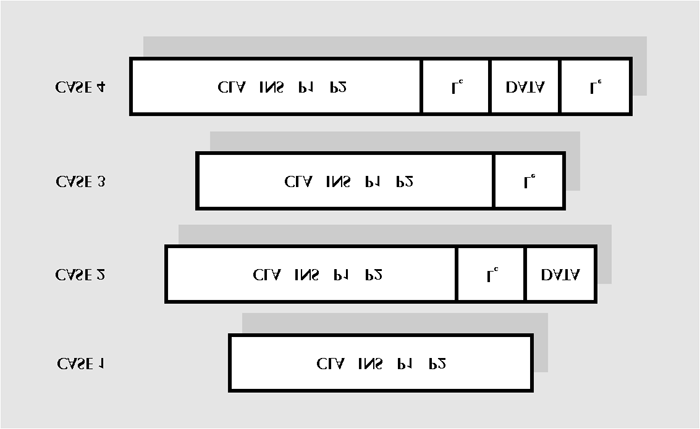 CASE 1 CLA INS P1 P2
CASE 2 CLA INS P1 P2 Lc DATA
CASE 3 CLA INS P1 P2 Le
CASE 4 CLA INS P1 P2 Lc DATA Le